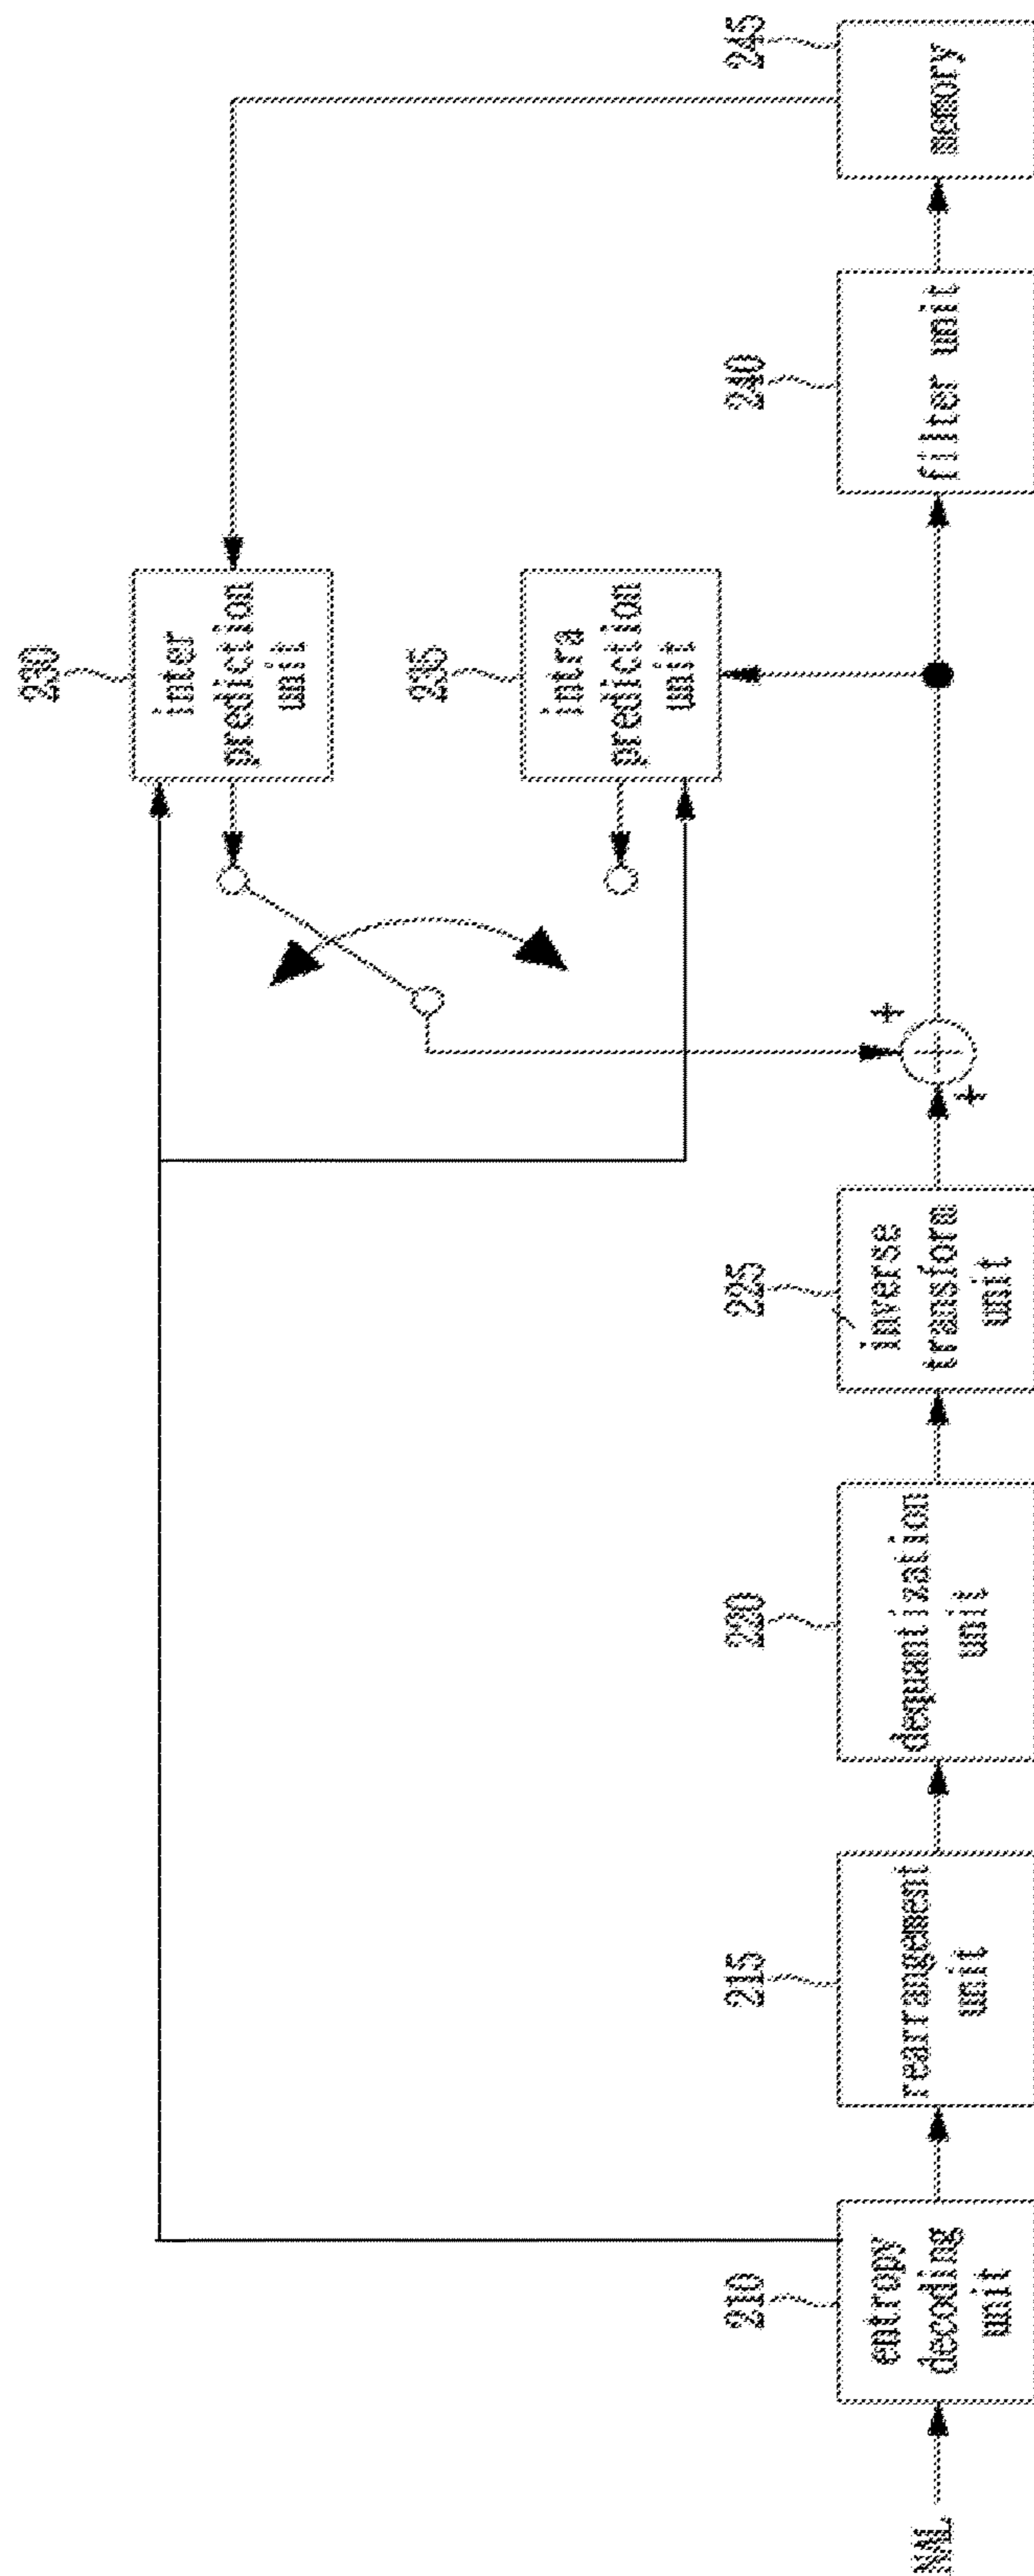 230
inter
prediction
unit
235
intra
prediction
unit
NAL
210
entropy
decoding
unit
215
rearrangement
unit
220
dequantization
unit
225
inverse
transform
unit
+
+
240
filter unit
245
memory